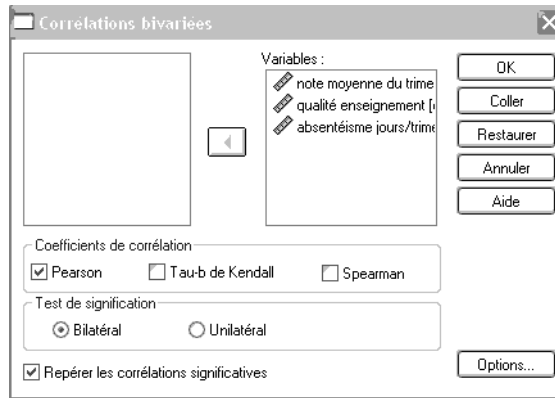 Corrélations bivariées
Variables :
note moyenne du trime
qualité enseignement [
absentéisme jours/trime
OK
Coller
Restaurer
Annuler
Aide
Coefficients de corrélation
Pearson
Tau-b de Kendall
Spearman
Test de signification
Bilatéral
Unilatéral
Repérer les corrélations significatives
Options...